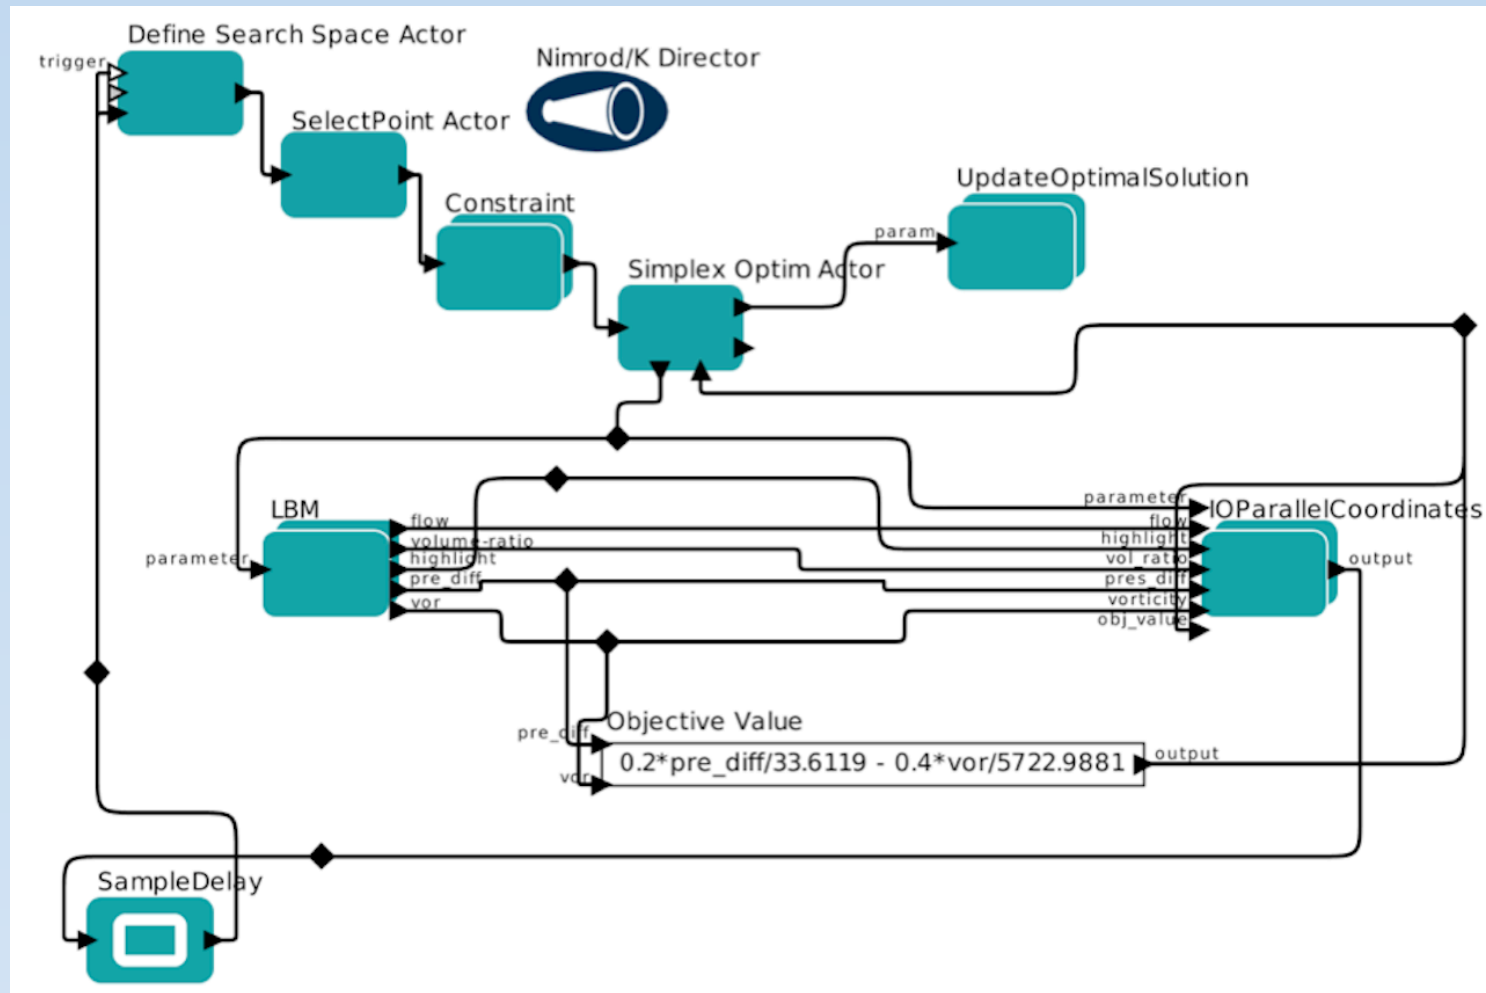 Define Search Space Actor
trigger
Nimrod/K Director
SelectPoint Actor
UpdateOptimalSolution
Constraint
param
Simplex Optim Actor
LBM
parameter
flow
volume-ratio
highlight
pre_diff
vor
parameter
IOParallelCoordinates
flow
highlight
vol_ratio
pres_diff
vorticity
obj_value
output
Objective Value
pre_diff
0.2*pre_diff/33.6119 - 0.4*vor/5722.9881
vor
output
SampleDelay